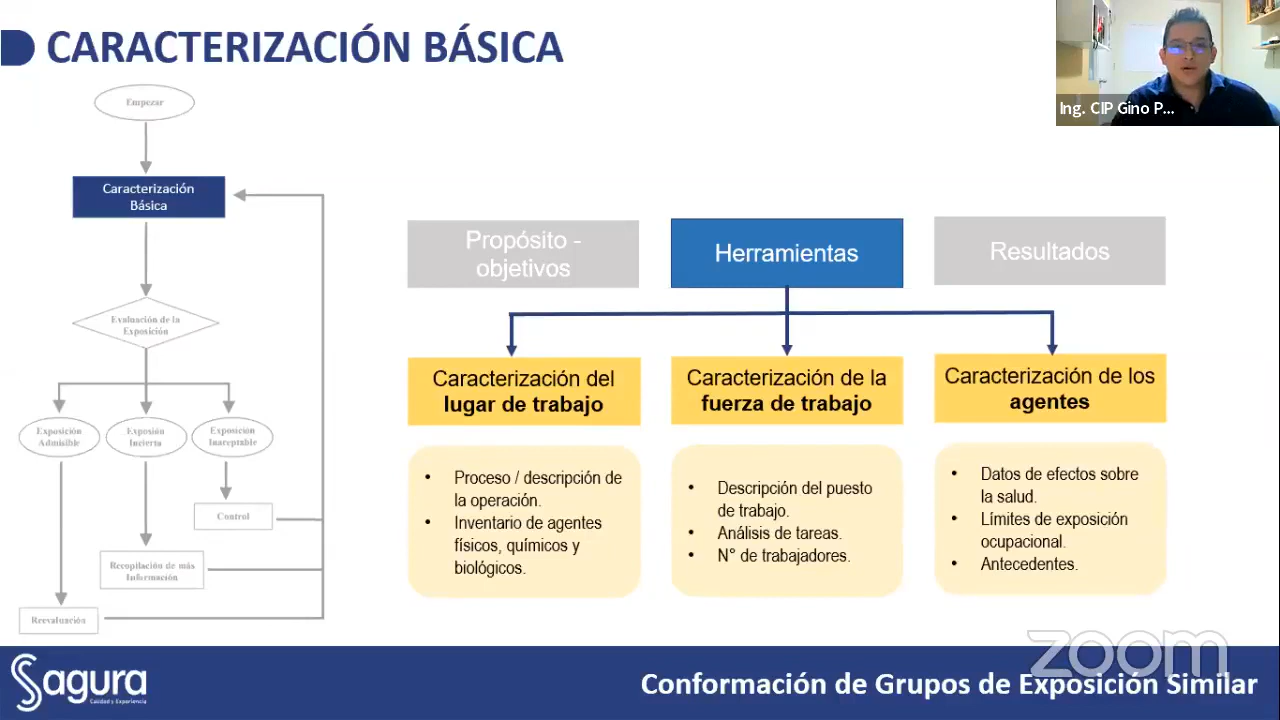 CARACTERIZACIÓN BÁSICA
Ing. CIP Gino P...
Empezar
Caracterización
Básica
Evaluación de la
Exposición
Exposición
Admisible
Exposión
Incierta
Exposición
Inaceptable
Control
Recopilación de más
Información
Reevaluación
Propósito -
objetivos
Herramientas
Resultados
Caracterización del
lugar de trabajo
• Proceso / descripción de
la operación.
• Inventario de agentes
físicos, químicos y
biológicos.
Caracterización de la
fuerza de trabajo
• Descripción del puesto
de trabajo.
• Análisis de tareas.
• N° de trabajadores.
Caracterización de los
agentes
• Datos de efectos sobre
la salud.
• Límites de exposición
ocupacional.
• Antecedentes.
zoom
Sagura
Calidad y Experiencia
Conformación de Grupos de Exposición Similar